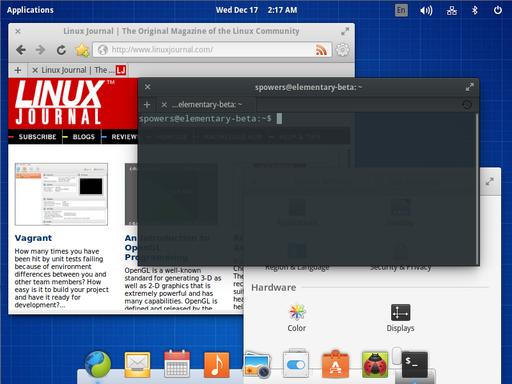 Applications
Wed Dec 17 2:17 AM
En
Linux Journal | The Original Magazine of the Linux Community
http://www.linuxjournal.com/
Linux Journal | The ...
LJ
LINUX
JOURNAL™
SUBSCRIBE
BLOGS
REVIEWS
spowers@elementary-beta: ~
...elementary-beta: ~
spowers@elementary-beta:~$
Vagrant
How many times you have
been hit by unit tests failing
because of environment
differences between you and
other team members? How
easy is it to build your project
and have it ready for
development?...
An Introduction to
OpenGL
Programming
OpenGL is a well-known
standard for generating 3-D as
well as 2-D graphics that is
extremely powerful and has
many capabilities. OpenGL is
defined and released by the
Region & Language
Security & Privacy
Hardware
Color
Displays
$_